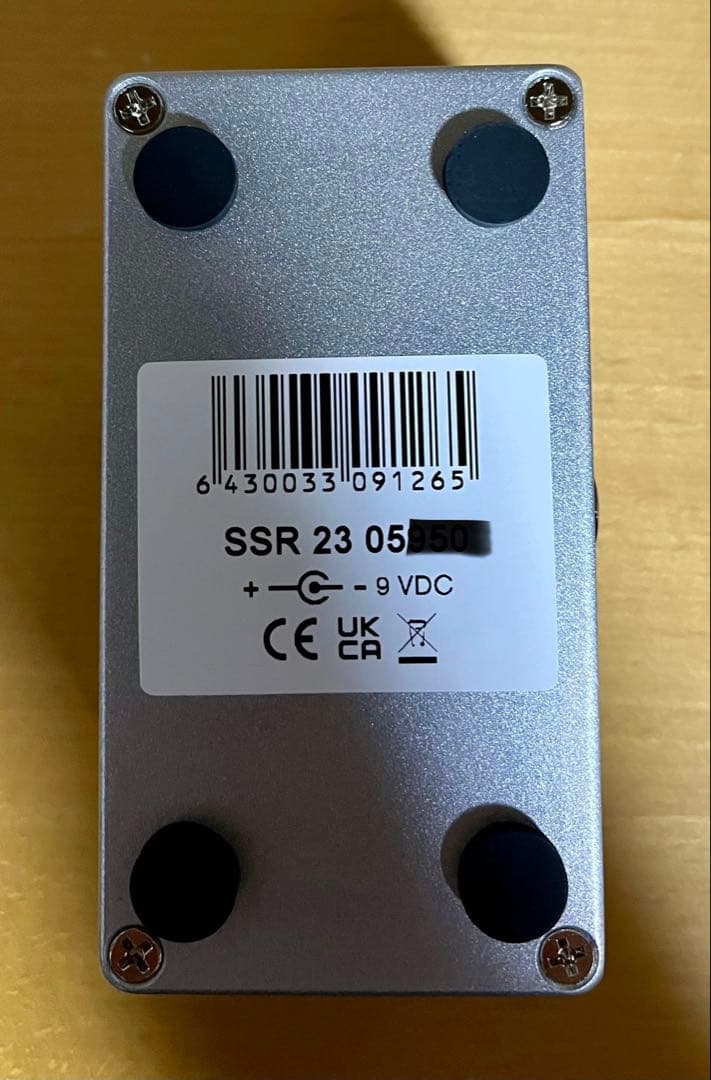 6 430033 091265
SSR 23 05
+ - 9 VDC
CE UK CA